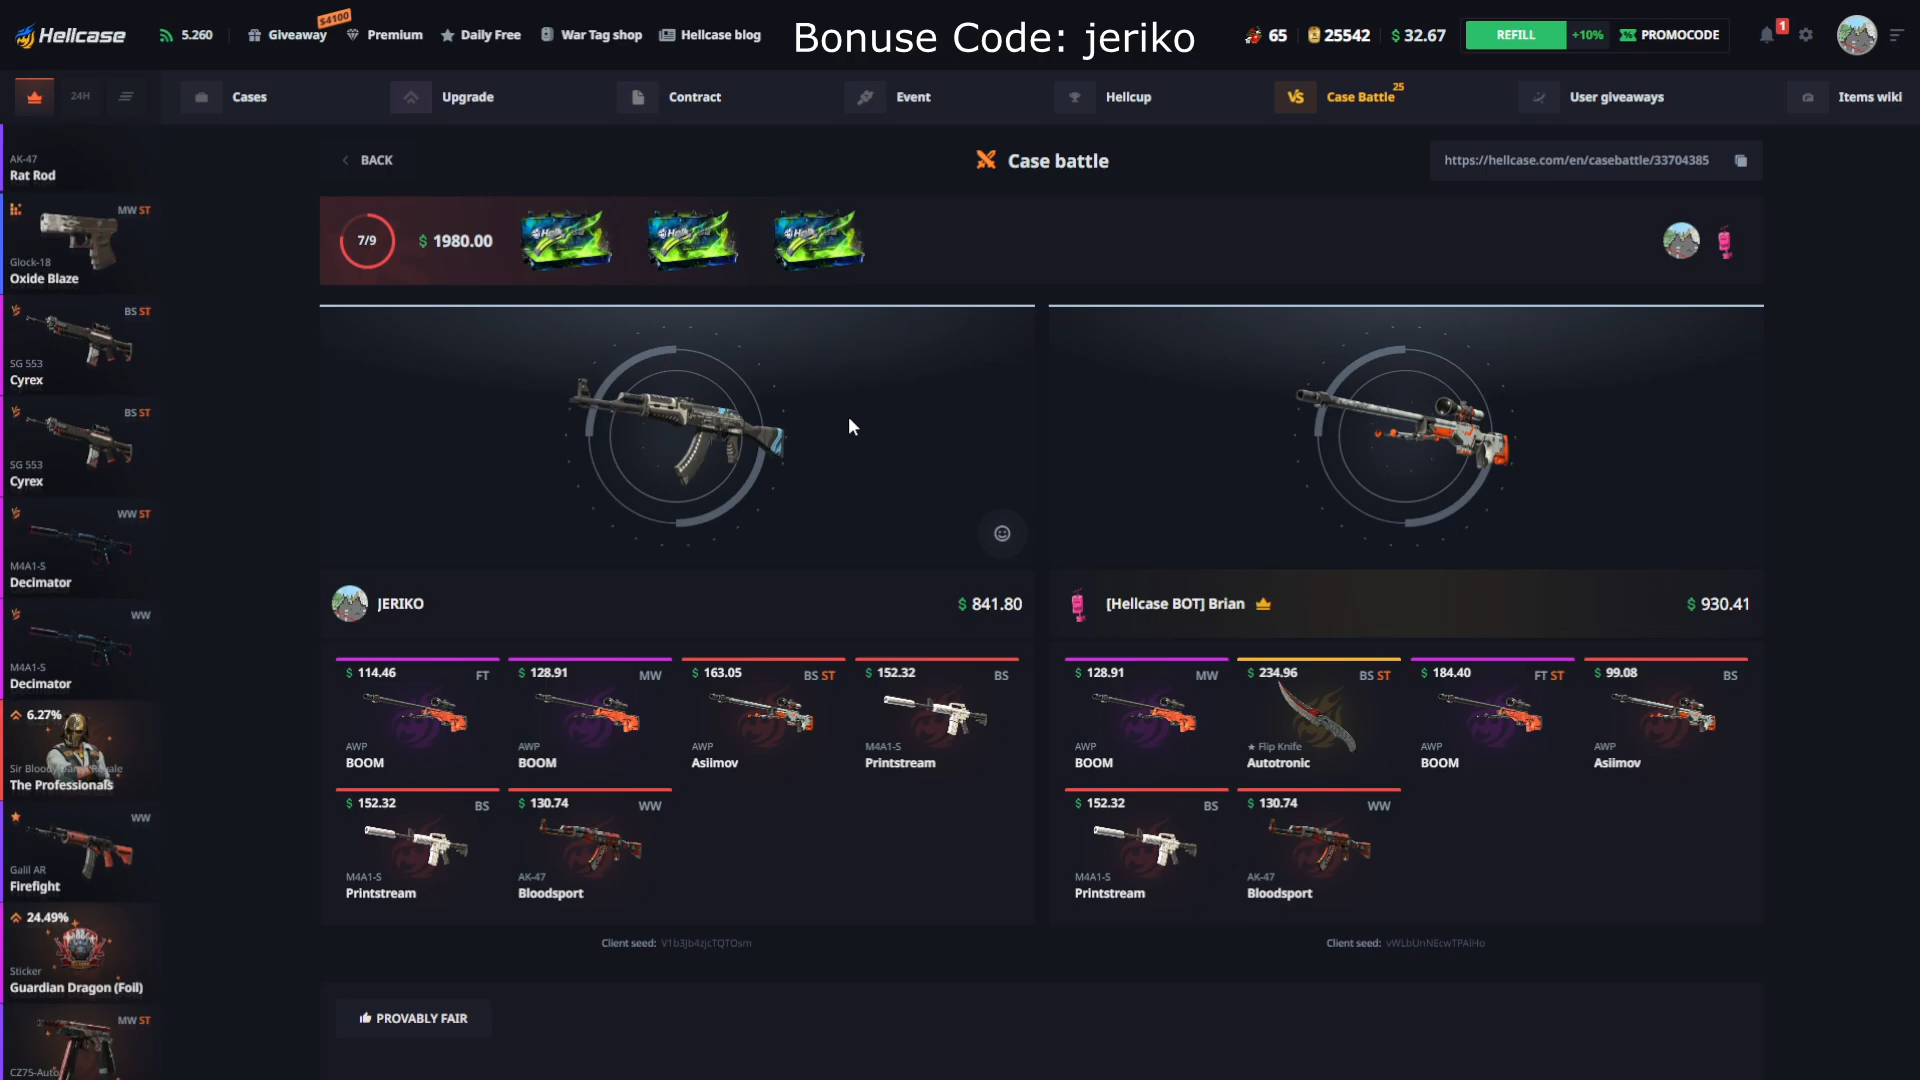 Hellcase
5.260
Giveaway
$4100
Premium
Daily Free
War Tag shop
Hellcase blog
Bonuse Code: jeriko
65
25542
$ 32.67
REFILL
+10%
PROMOCODE
1
24H
Cases
Upgrade
Contract
Event
Hellcup
VS
Case Battle
25
User giveaways
Items wiki
AK-47
Rat Rod
MW ST
Glock-18
Oxide Blaze
BS ST
SG 553
Cyrex
BS ST
SG 553
Cyrex
WW ST
M4A1-S
Decimator
WW
M4A1-S
Decimator
6.27%
Sir Bloody
The Professionals
WW
Galil AR
Firefight
24.49%
Sticker
Guardian Dragon (Foil)
MW ST
CZ75-Auto
BACK
Case battle
https://hellcase.com/en/casebattle/33704385
7/9
$ 1980.00
JERIKO
$ 841.80
[Hellcase BOT] Brian
$ 930.41
$ 114.46
FT
AWP
BOOM
$ 128.91
MW
AWP
BOOM
$ 163.05
BS ST
AWP
Asiimov
$ 152.32
BS
M4A1-S
Printstream
$ 152.32
BS
M4A1-S
Printstream
$ 130.74
WW
AK-47
Bloodsport
$ 128.91
MW
AWP
BOOM
$ 234.96
BS ST
★ Flip Knife
Autotronic
$ 184.40
FT ST
AWP
BOOM
$ 99.08
BS
AWP
Asiimov
$ 152.32
BS
M4A1-S
Printstream
$ 130.74
WW
AK-47
Bloodsport
Client seed: V1b3Jb4zjcTQTOsm
Client seed: vWLbUnNEcwTPAlHo
PROVABLY FAIR